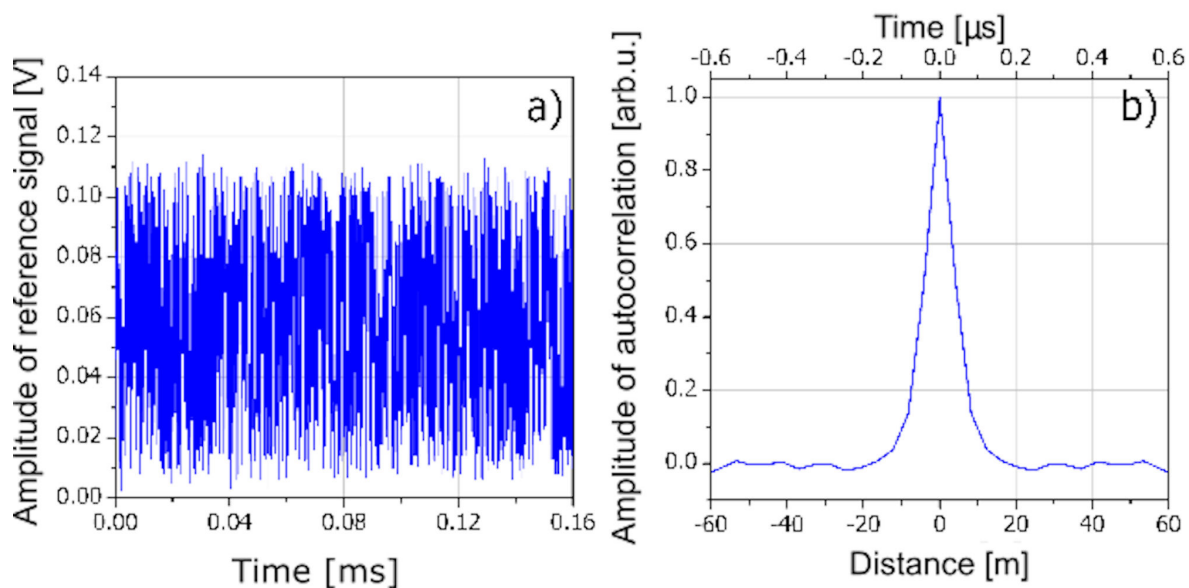 Amplitude of reference signal [V]
0.14
0.12
0.10
0.08
0.06
0.04
0.02
0.00
a)
0.00 0.04 0.08 0.12 0.16
Time [ms]
Time [µs]
-0.6 -0.4 -0.2 0.0 0.2 0.4 0.6
Amplitude of autocorrelation [arb.u.]
1.0
0.8
0.6
0.4
0.2
0.0
b)
-60 -40 -20 0 20 40 60
Distance [m]